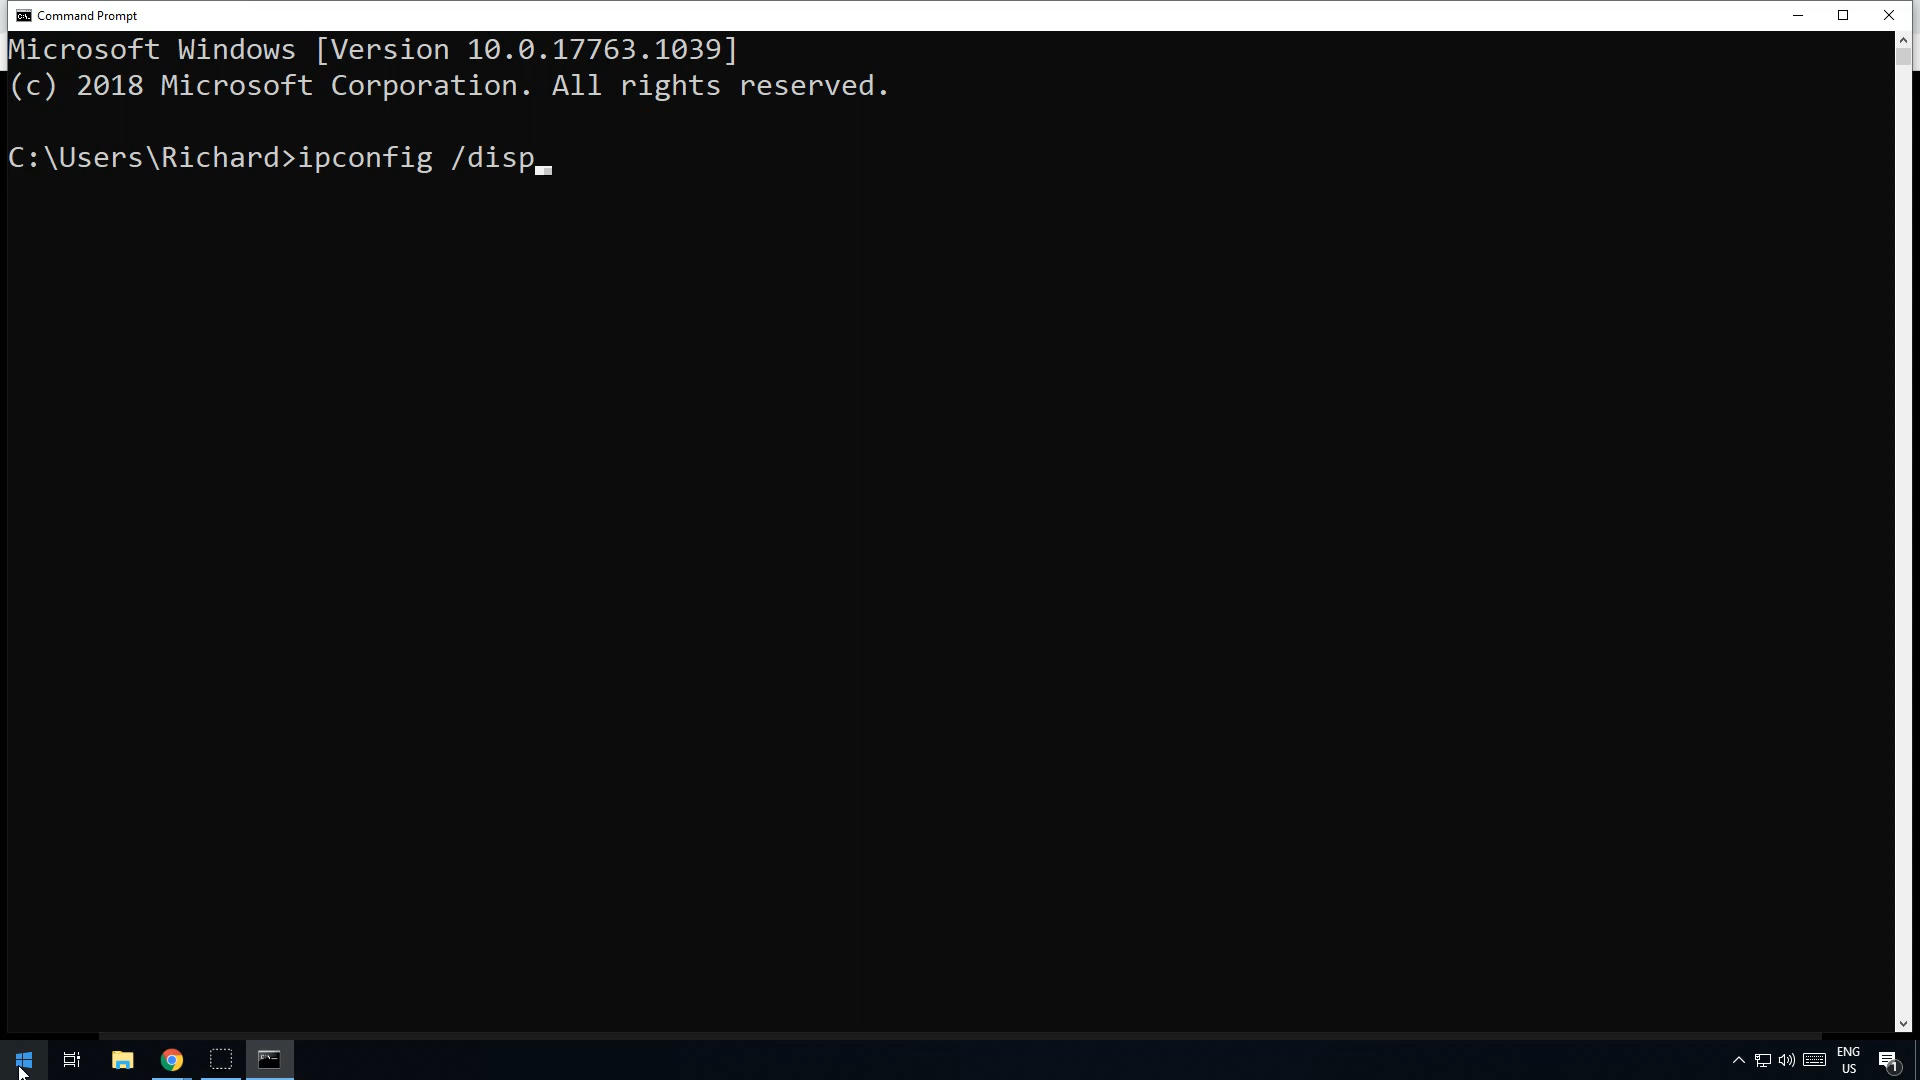 Command Prompt
Microsoft Windows [Version 10.0.17763.1039]
(c) 2018 Microsoft Corporation. All rights reserved.
C:\Users\Richard>ipconfig /disp
ENG
US
1